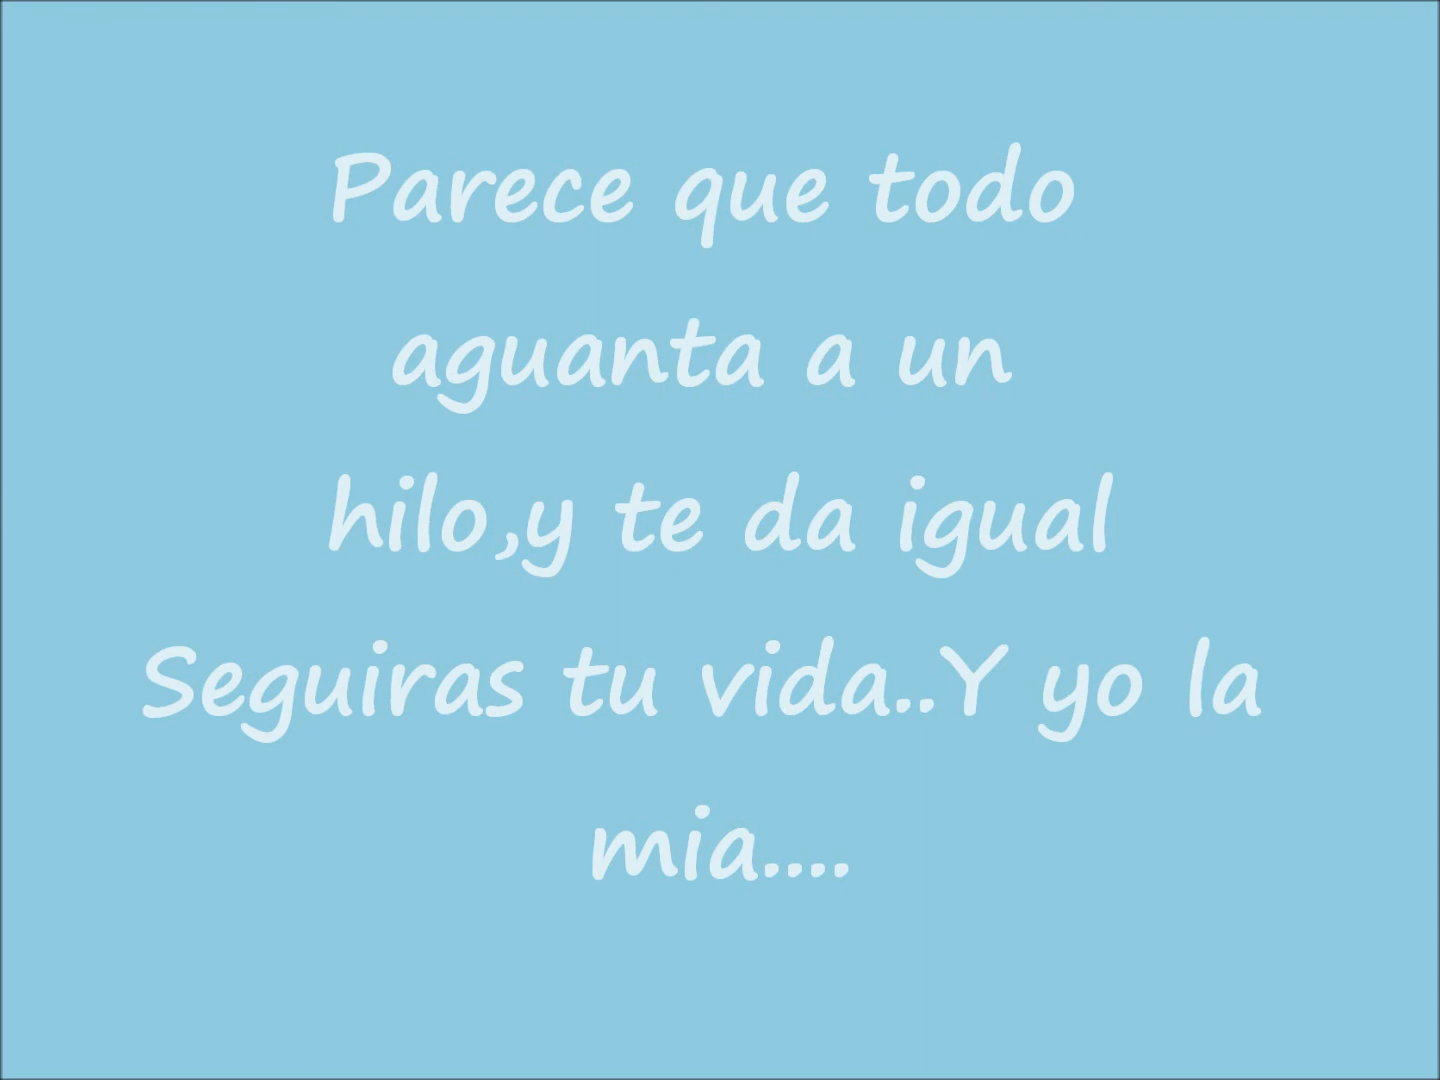 Parece que todo
aguanta a un
hilo,y te da igual
Seguiras tu vida..Y yo la
mia....